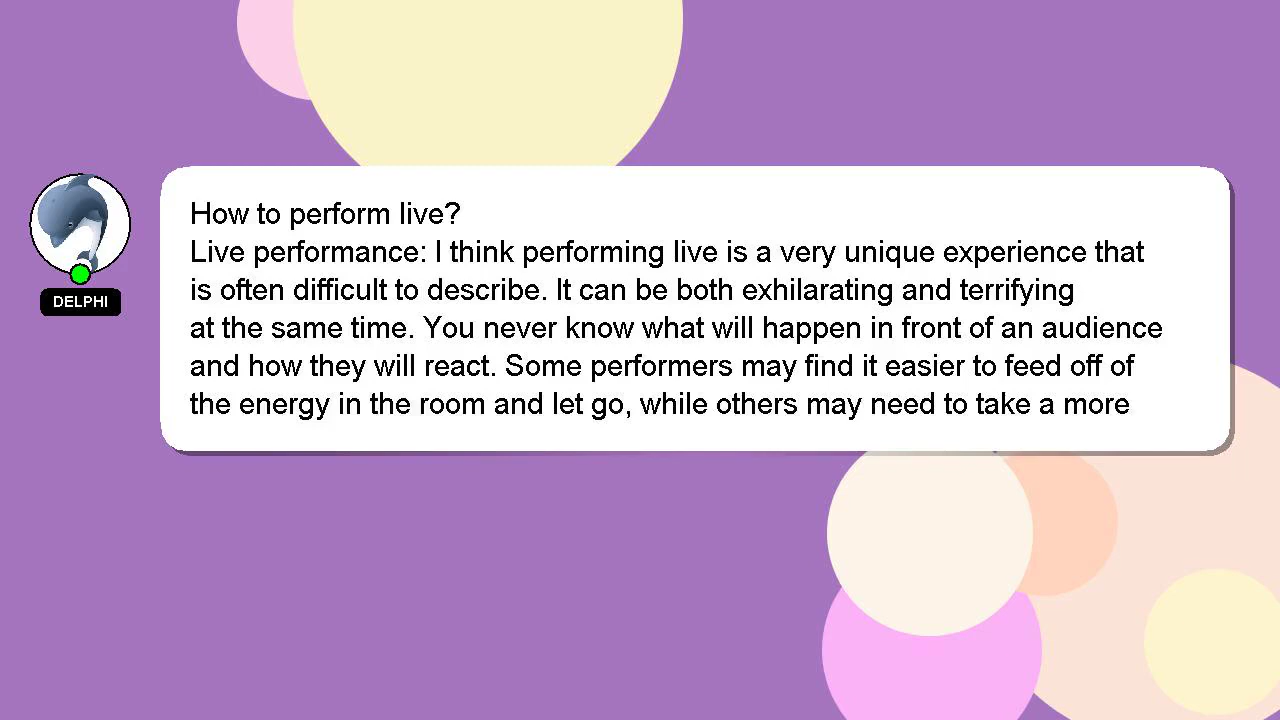 How to perform live?
Live performance: I think performing live is a very unique experience that
is often difficult to describe. It can be both exhilarating and terrifying
at the same time. You never know what will happen in front of an audience
and how they will react. Some performers may find it easier to feed off of
the energy in the room and let go, while others may need to take a more
DELPHI